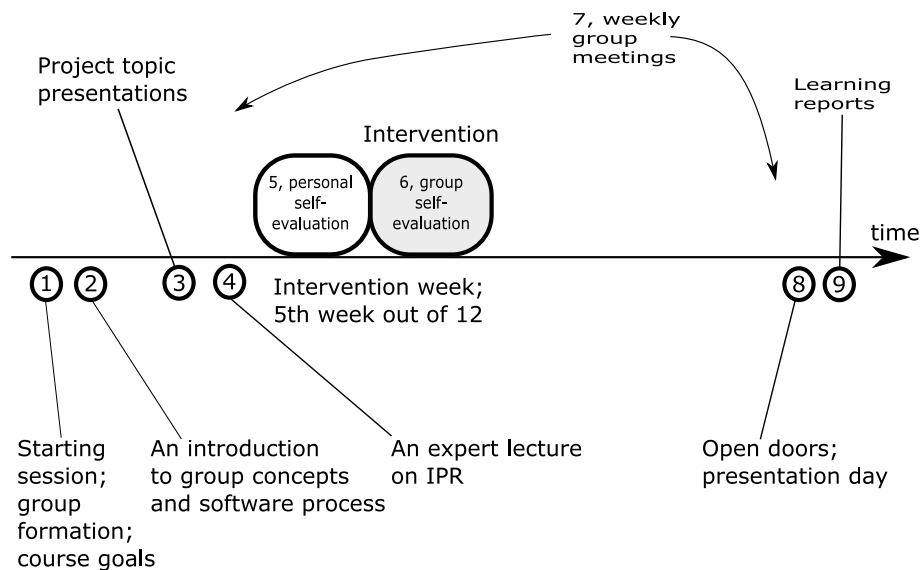 7, weekly
group
meetings
Project topic
presentations
Learning
reports
Intervention
5, personal
self-
evaluation
6, group
self-
evaluation
time
1
2
3
4
8
9
Intervention week;
5th week out of 12
Starting
session;
group
formation;
course goals
An introduction
to group concepts
and software process
An expert lecture
on IPR
Open doors;
presentation day